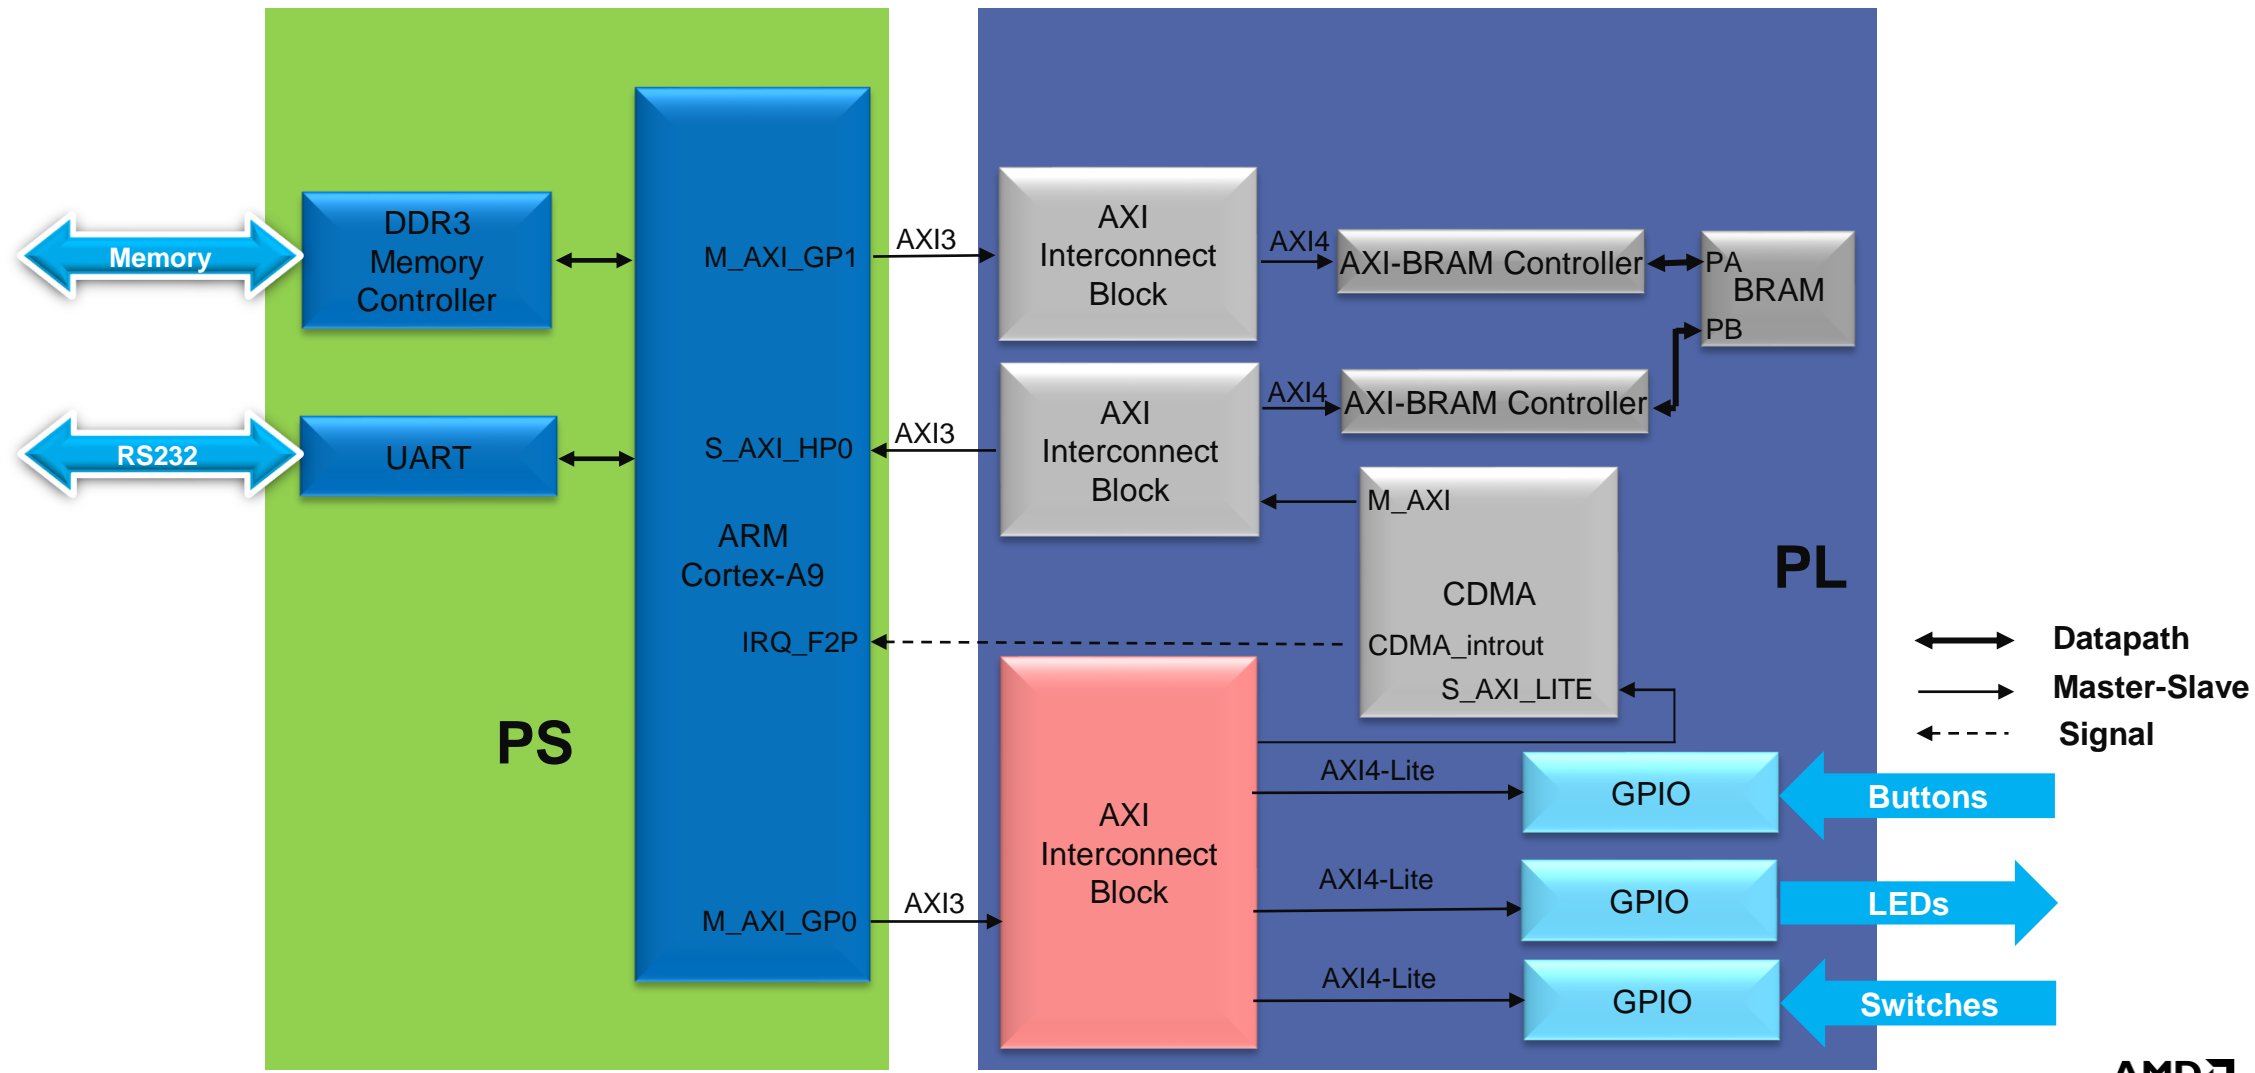 Memory
DDR3
Memory
Controller
RS232
UART
PS
M_AXI_GP1
S_AXI_HP0
ARM
Cortex-A9
IRQ_F2P
M_AXI_GP0
AXI3
AXI3
AXI3
AXI
Interconnect
Block
AXI4
AXI-BRAM Controller
PA
BRAM
PB
AXI
Interconnect
Block
AXI4
AXI-BRAM Controller
M_AXI
CDMA
CDMA_introut
S_AXI_LITE
PL
AXI
Interconnect
Block
AXI4-Lite
GPIO
Buttons
AXI4-Lite
GPIO
LEDs
AXI4-Lite
GPIO
Switches
Datapath
Master-Slave
Signal
AMD